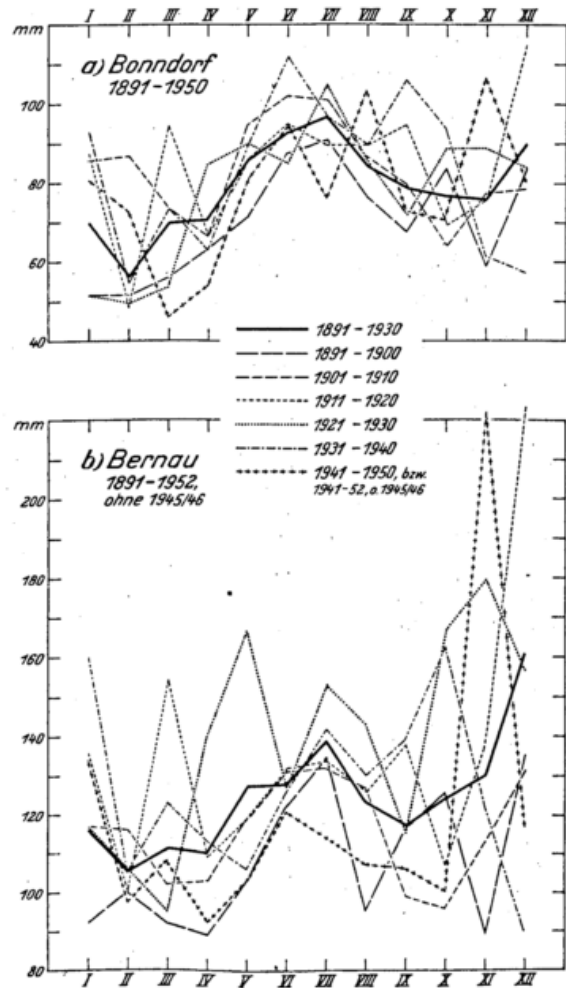 I II III IV V VI VII VIII IX X XI XII
mm
a) Bonndorf
1891-1950
100
80
60
40
1891-1930
1891-1900
1901-1910
1911-1920
1921-1930
1931-1940
1941-1950, bzw.
1941-52, o. 1945/46
mm
b) Bernau
1891-1952,
ohne 1945/46
200
180
160
140
120
100
80
I II III IV V VI VII VIII IX X XI XII